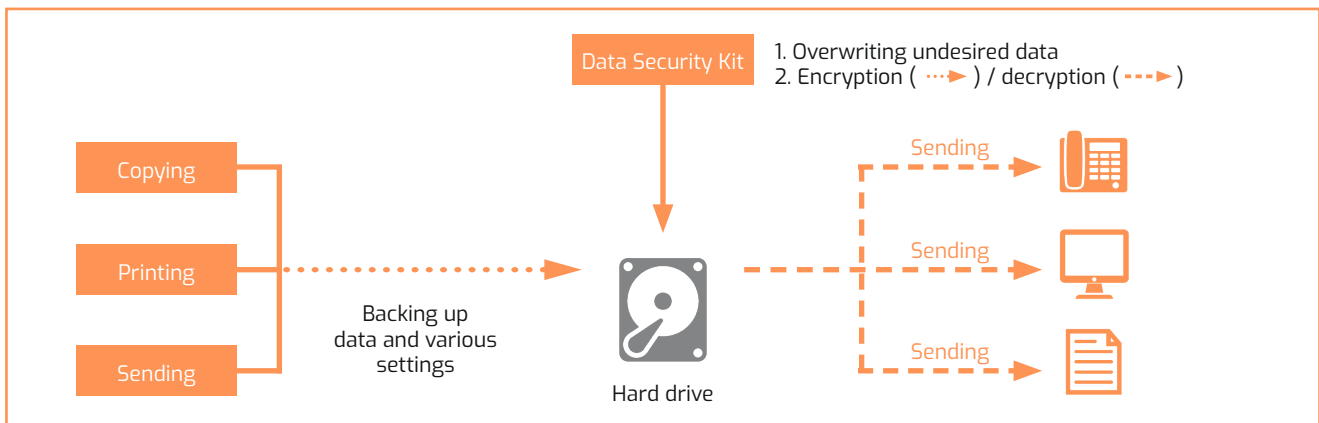 Data Security Kit
1. Overwriting undesired data
2. Encryption ( ) / decryption ( )
Copying
Printing
Sending
Backing up
data and various
settings
Hard drive
Sending
Sending
Sending